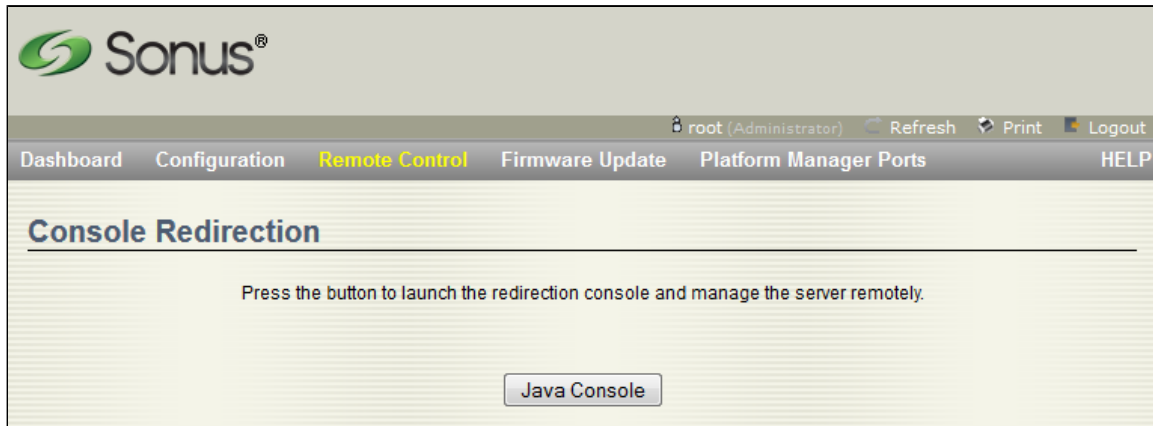 Sonus®
root (Administrator) Refresh Print Logout
Dashboard Configuration Remote Control Firmware Update Platform Manager Ports HELP
Console Redirection
Press the button to launch the redirection console and manage the server remotely.
Java Console